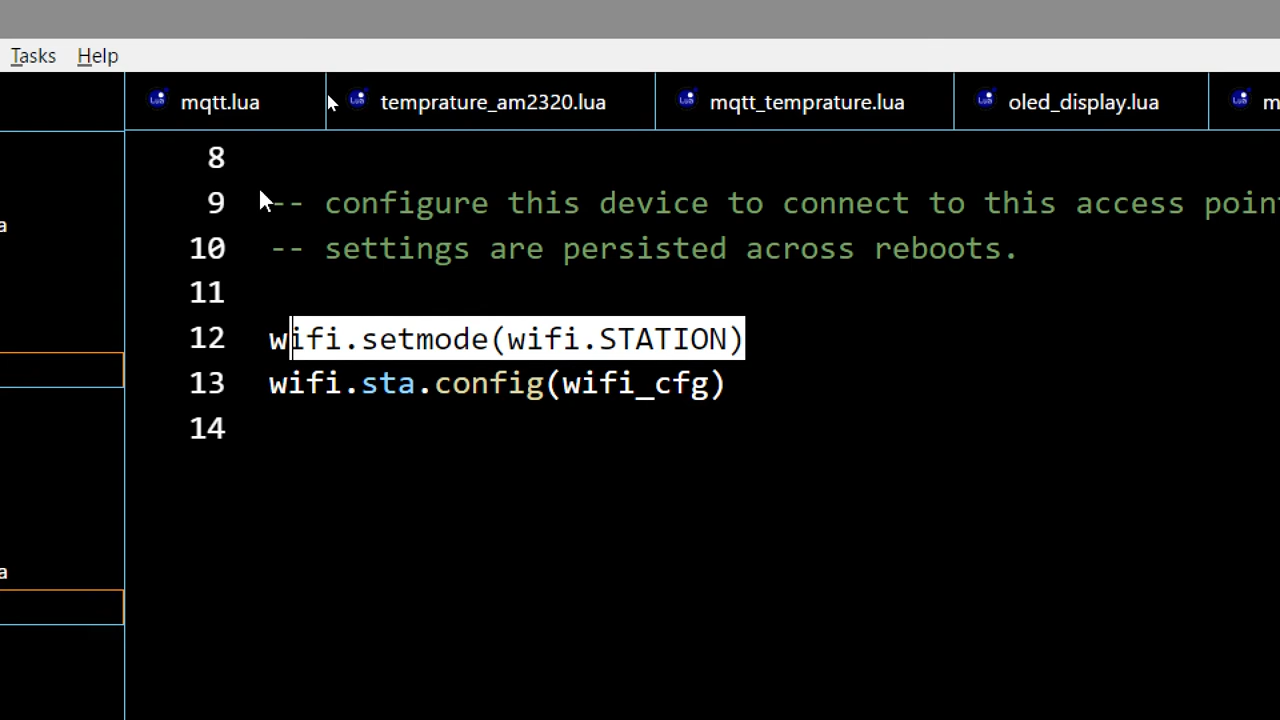 Tasks Help
mqtt.lua temprature_am2320.lua mqtt_temprature.lua oled_display.lua m
a
8
9 -- configure this device to connect to this access poin
10 -- settings are persisted across reboots.
11
12 wifi.setmode(wifi.STATION)
13 wifi.sta.config(wifi_cfg)
14
a